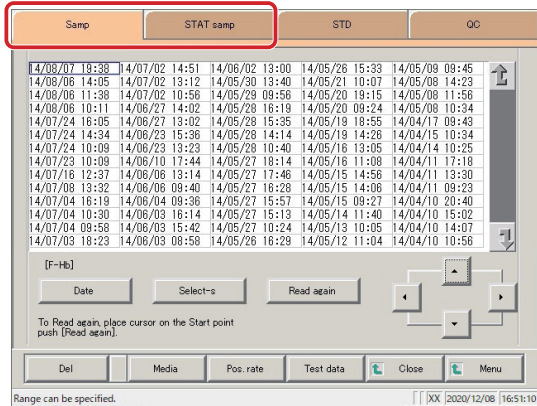 Samp STAT samp STD QC
14/08/07 19:38 14/07/02 14:51 14/06/02 13:00 14/05/26 15:33 14/05/09 09:45
14/08/06 14:05 14/07/02 13:12 14/05/30 13:40 14/05/21 10:07 14/05/08 14:23
14/08/06 11:38 14/07/02 10:56 14/05/29 09:56 14/05/20 19:15 14/05/08 11:56
14/08/06 10:11 14/06/27 14:02 14/05/28 16:19 14/05/20 09:24 14/05/08 10:34
14/07/24 16:05 14/06/27 13:02 14/05/28 15:35 14/05/19 18:55 14/04/17 09:43
14/07/24 14:34 14/06/23 15:36 14/05/28 14:14 14/05/19 14:26 14/04/15 10:34
14/07/24 10:09 14/06/23 13:23 14/05/28 10:40 14/05/16 13:05 14/04/14 10:25
14/07/23 10:09 14/06/10 17:44 14/05/27 18:14 14/05/16 11:08 14/04/11 17:18
14/07/16 12:37 14/06/06 13:14 14/05/27 17:46 14/05/15 14:56 14/04/11 13:30
14/07/08 13:32 14/06/06 09:40 14/05/27 16:28 14/05/15 14:06 14/04/11 09:23
14/07/04 16:19 14/06/04 09:36 14/05/27 15:57 14/05/15 09:27 14/04/10 20:40
14/07/04 10:30 14/06/03 16:14 14/05/27 15:13 14/05/14 11:40 14/04/10 15:02
14/07/04 09:58 14/06/03 15:42 14/05/27 10:24 14/05/13 10:05 14/04/10 14:07
14/07/03 18:23 14/06/03 08:58 14/05/26 16:29 14/05/12 11:04 14/04/10 10:56
[F-Hb]
Date Select-s Read again
To Read again, place cursor on the Start point
push [Read again].
Del Media Pos. rate Test data Close Menu
Range can be specified. XX 2020/12/08 16:51:10